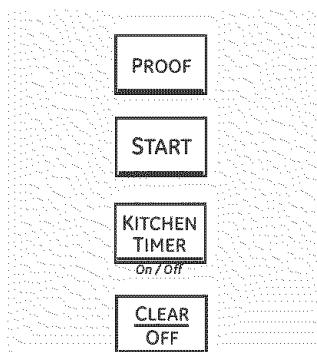 PROOF
START
KITCHEN
TIMER
On / Off
CLEAR
OFF